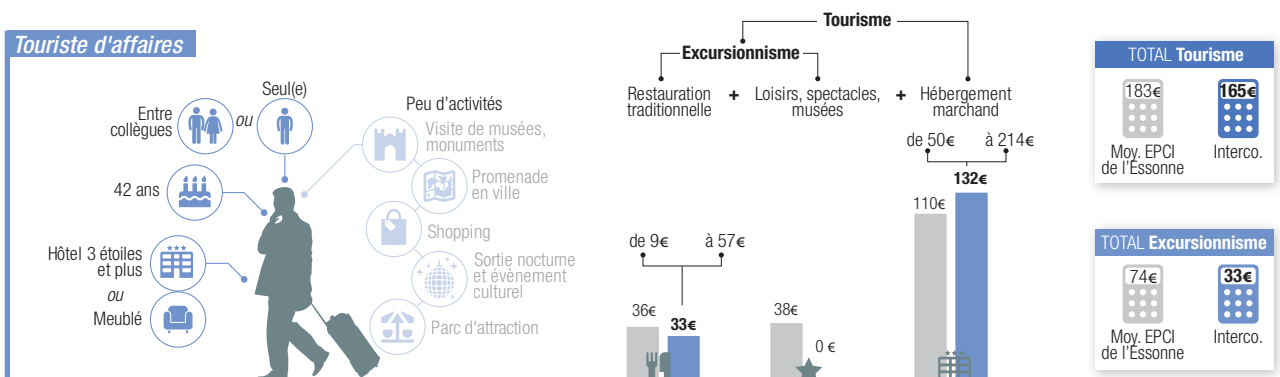 Touriste d'affaires
Entre
collègues
ou
Seul(e)
42 ans
Hôtel 3 étoiles
et plus
ou
Meublé
Peu d'activités
Visite de musées,
monuments
Promenade
en ville
Shopping
Sortie nocturne
et évènement
culturel
Parc d'attraction
Tourisme
Excursionnisme
Restauration
traditionnelle
+
Loisirs, spectacles,
musées
+
Hébergement
marchand
de 9€ à 57€
36€
33€
38€
0 €
de 50€ à 214€
110€
132€
TOTAL Tourisme
183€
165€
Moy. EPCI
de l'Essonne
Interco.
TOTAL Excursionnisme
74€
33€
Moy. EPCI
de l'Essonne
Interco.